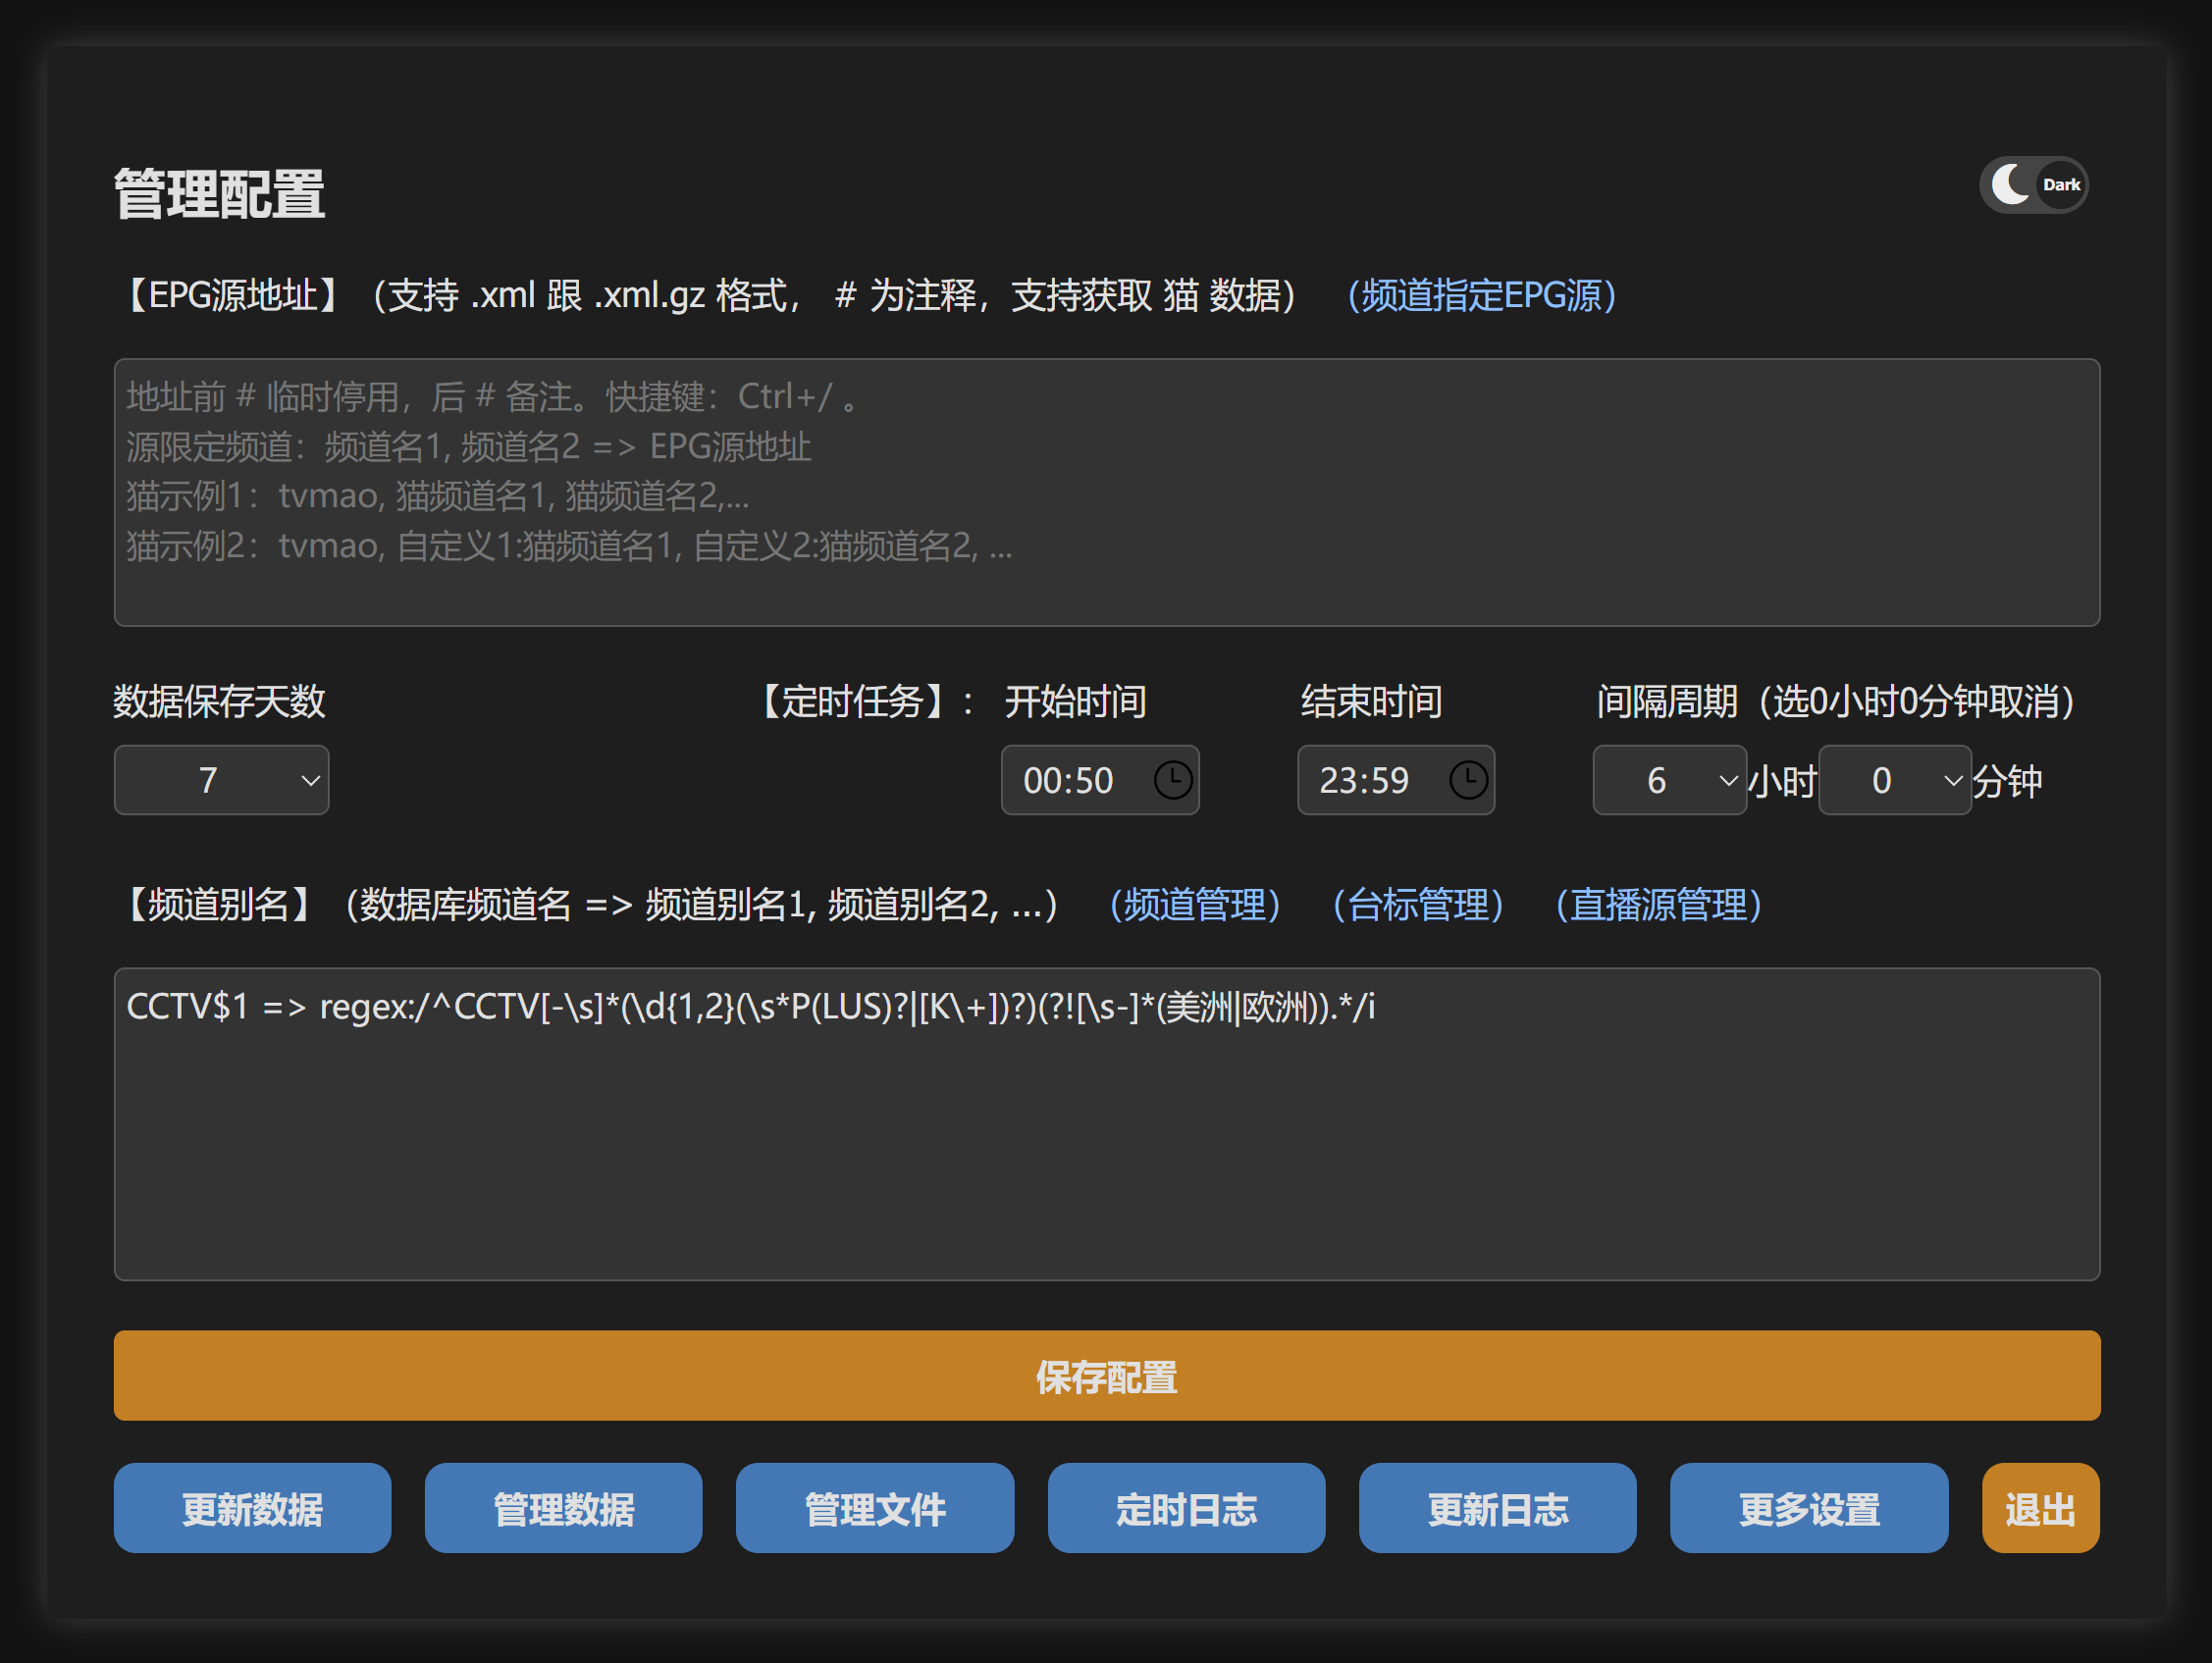 管理配置
Dark
【EPG源地址】（支持 .xml 跟 .xml.gz 格式， # 为注释，支持获取 猫 数据） （频道指定EPG源）
地址前 # 临时停用，后 # 备注。快捷键：Ctrl+/ 。
源限定频道：频道名1, 频道名2 => EPG源地址
猫示例1：tvmao, 猫频道名1, 猫频道名2,...
猫示例2：tvmao, 自定义1:猫频道名1, 自定义2:猫频道名2, ...
数据保存天数 【定时任务】： 开始时间 结束时间 间隔周期（选0小时0分钟取消）
7 00:50 23:59 6 小时 0 分钟
【频道别名】（数据库频道名 => 频道别名1, 频道别名2, ...） （频道管理） （台标管理） （直播源管理）
CCTV$1 => regex:/^CCTV[-\s]*(\d{1,2}(\s*P(LUS)?|[K\+])?)(?![\s-]*(美洲|欧洲)).*/i
保存配置
更新数据 管理数据 管理文件 定时日志 更新日志 更多设置 退出